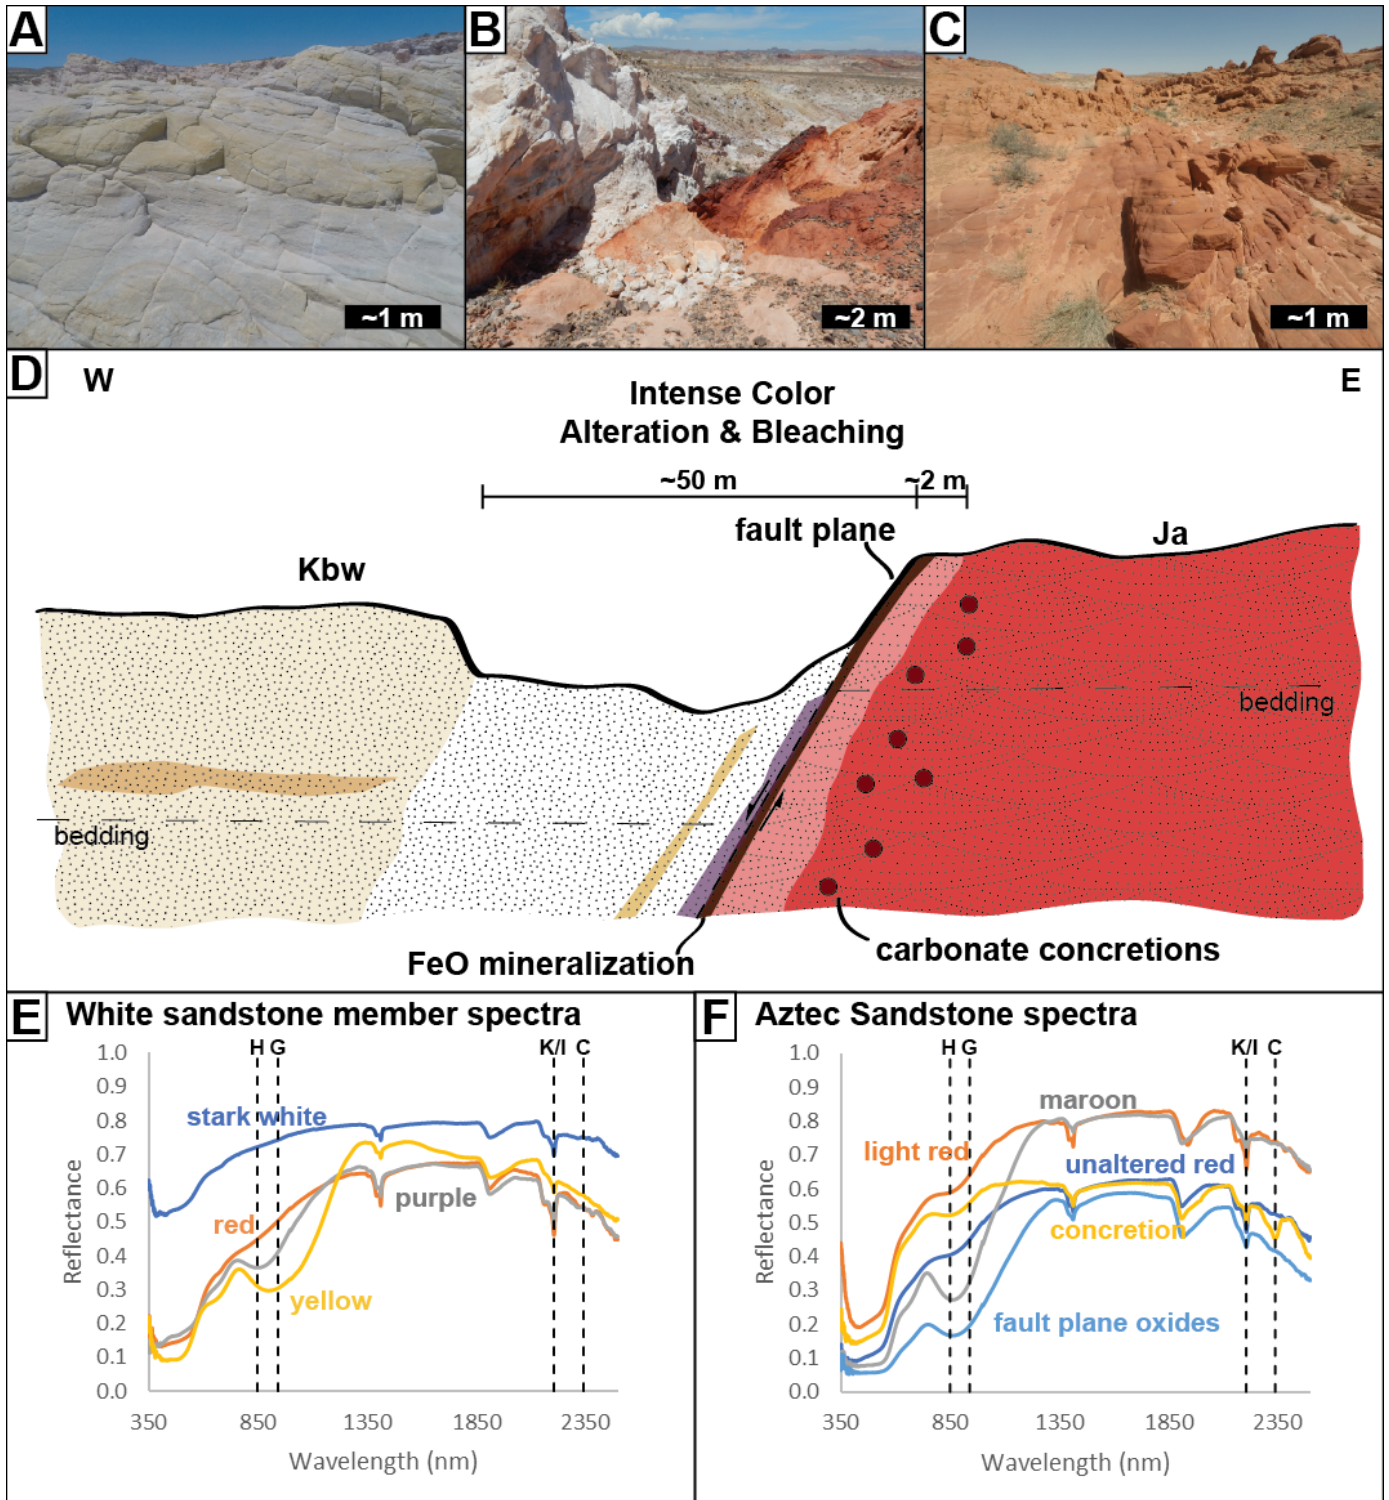 A
B
C
~1 m
~2 m
~1 m
D
W
E
Intense Color
Alteration & Bleaching
~50 m
~2 m
fault plane
Ja
Kbw
bedding
bedding
FeO mineralization
carbonate concretions
E
White sandstone member spectra
H G K/I C
1.0
0.9
0.8
0.7
0.6
0.5
0.4
0.3
0.2
0.1
0.0
Reflectance
stark white
red
purple
yellow
350 850 1350 1850 2350
Wavelength (nm)
F
Aztec Sandstone spectra
H G K/I C
1.0
0.9
0.8
0.7
0.6
0.5
0.4
0.3
0.2
0.1
0.0
Reflectance
maroon
light red
unaltered red
concretion
fault plane oxides
350 850 1350 1850 2350
Wavelength (nm)